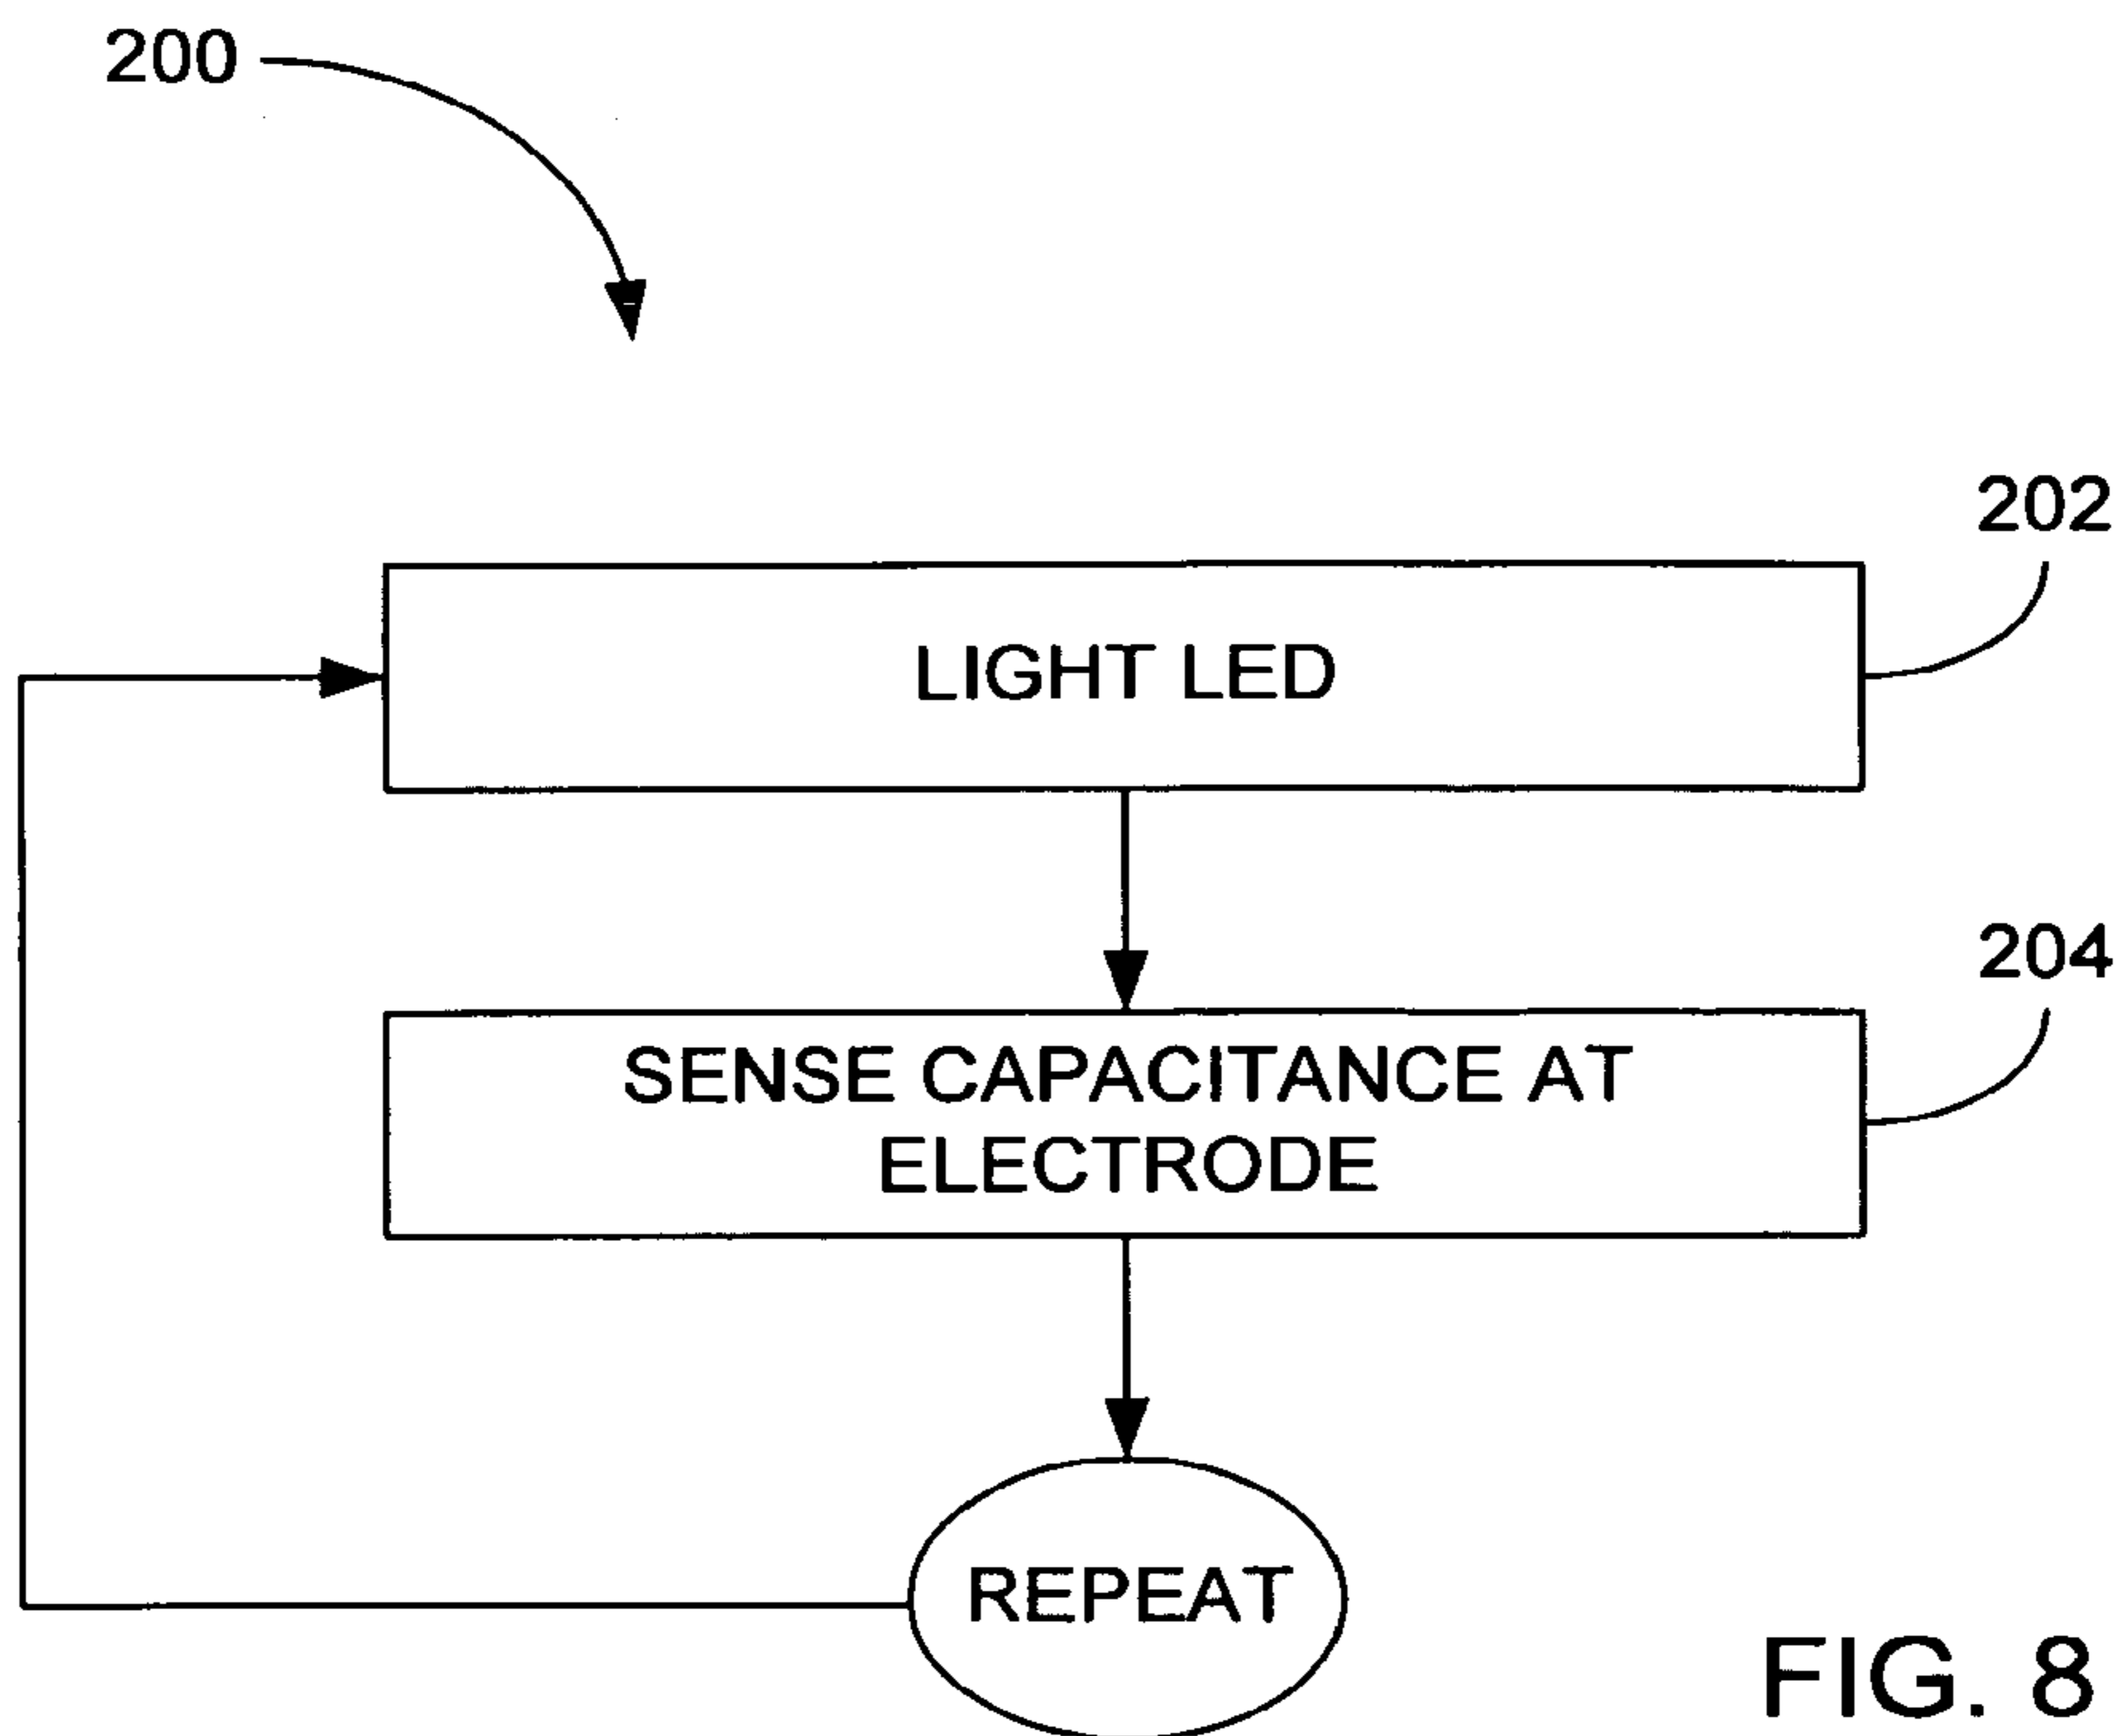 200
202
LIGHT LED
204
SENSE CAPACITANCE AT
ELECTRODE
REPEAT
FIG. 8